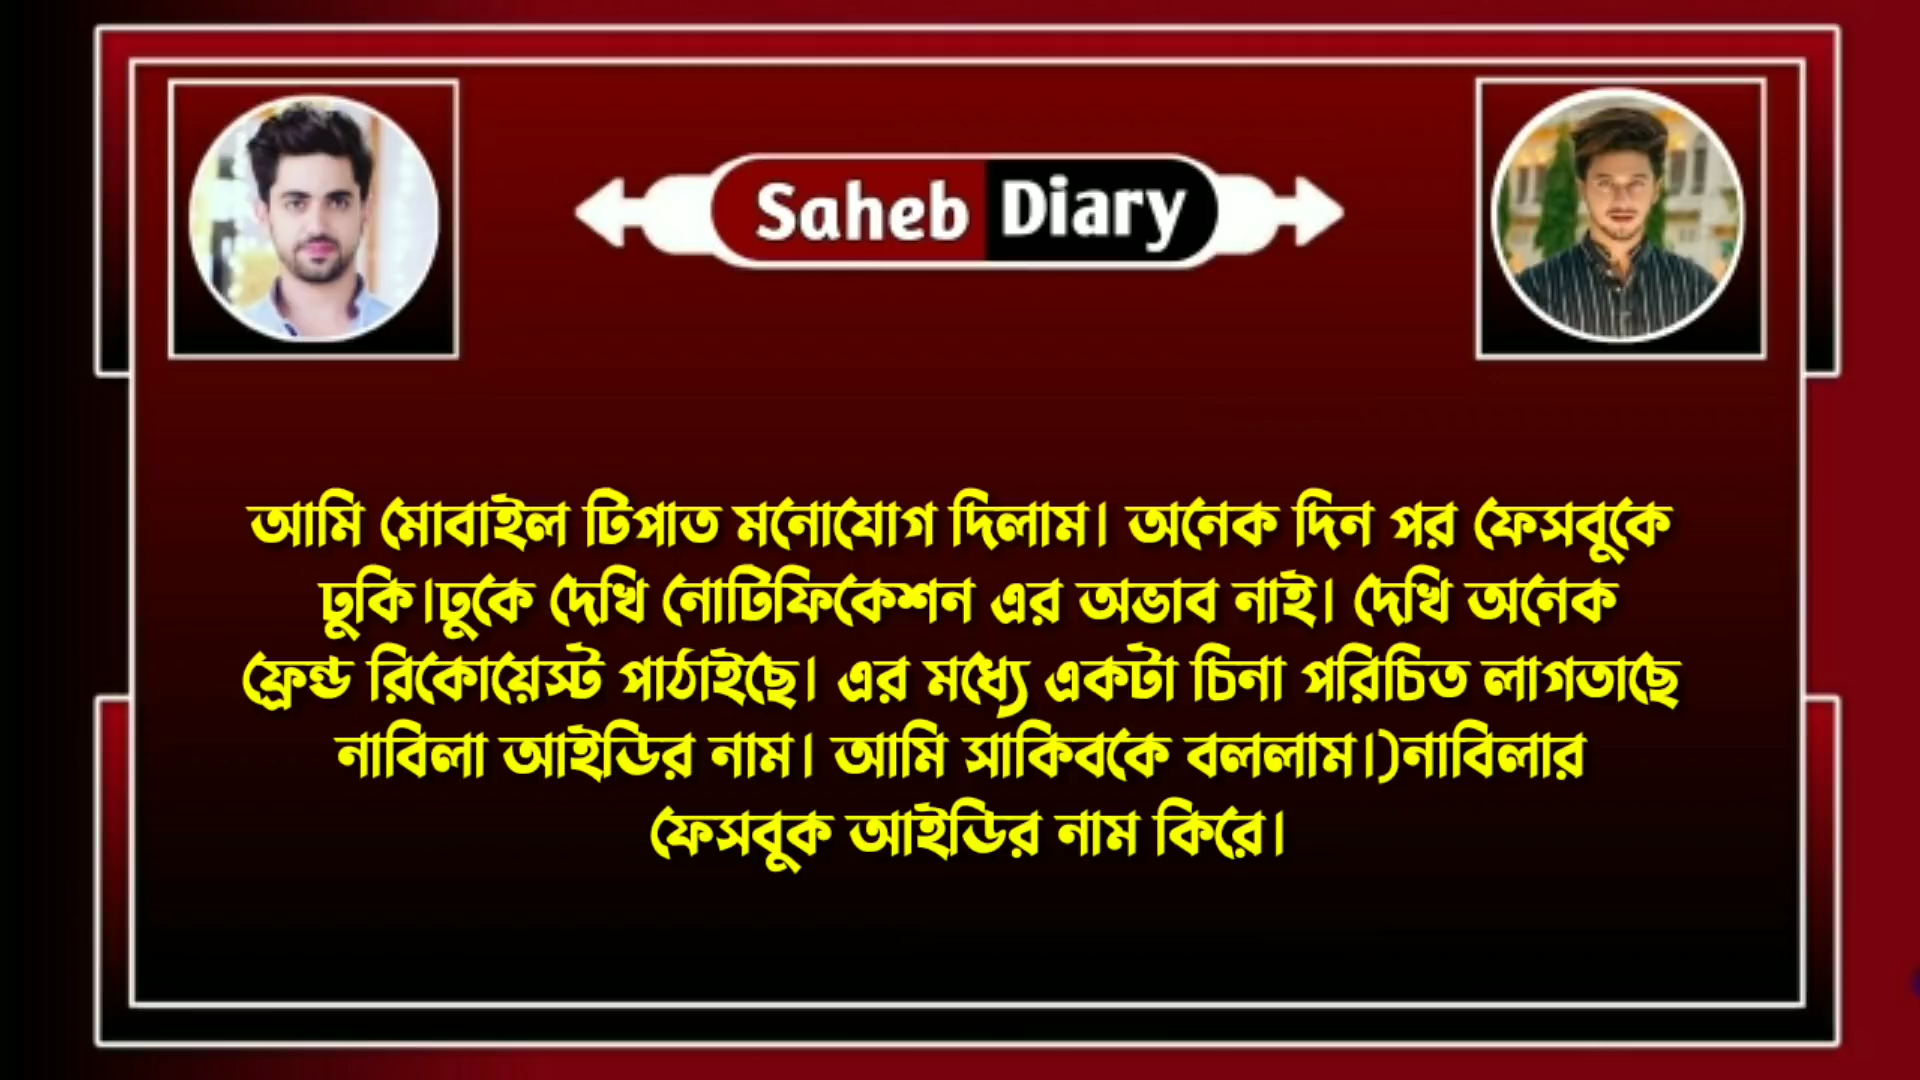 Saheb Diary
আমি মোবাইল টিপাত মনোযোগ দিলাম। অনেক দিন পর ফেসবুকে
ঢুকি।ঢুকে দেখি নোটিফিকেশন এর অভাব নাই। দেখি অনেক
ফ্রেন্ড রিকোয়েস্ট পাঠাইছে। এর মধ্যে একটা চিনা পরিচিত লাগতাছে
নাবিলা আইডির নাম। আমি সাকিবকে বললাম।)নাবিলার
ফেসবুক আইডির নাম কিরে।